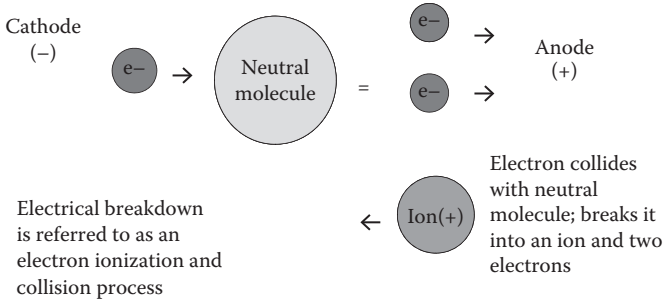 Cathode
(–)
e–
Neutral
molecule
=
e–
e–
Anode
(+)
Ion(+)
Electron collides
with neutral
molecule; breaks it
into an ion and two
electrons
Electrical breakdown
is referred to as an
electron ionization and
collision process